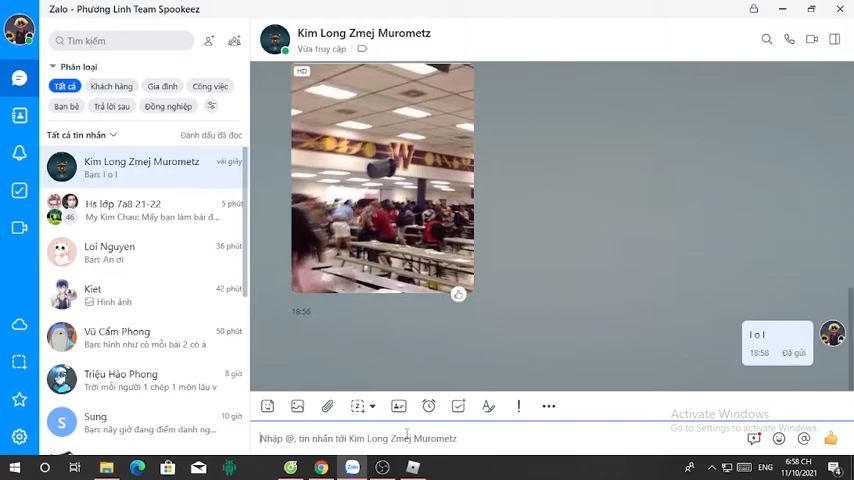 Zalo - Phương Linh Team Spookeez
Tìm kiếm
Phân loại
Tất cả
Khách hàng
Gia đình
Công việc
Bạn bè
Trả lời sau
Đồng nghiệp
Tất cả tin nhắn
Đánh dấu đã đọc
Kim Long Zmej Murometz
vài giây
Bạn: l o l
Hs lớp 7a8 21-22
5 phút
46
My Kim Chau: Mấy bạn làm bài đ...
Loi Nguyen
36 phút
Bạn: An ơi
Kiet
42 phút
Hình ảnh
Vũ Cẩm Phong
50 phút
Bạn: hình như có mỗi bài 2 có à
Triệu Hào Phong
8 giờ
Trời mỗi người 1 chép 1 môn lâu v
S
Sung
10 giờ
Bạn: nãy giờ đang điểm danh ng...
Kim Long Zmej Murometz
Vừa truy cập
HD
W
18:56
l o l
18:58 Đã gửi
Activate Windows
Go to Settings to activate Windows.
Nhập @, tin nhắn tới Kim Long Zmej Murometz
Zalo
ENG
6:58 CH
11/10/2021
4